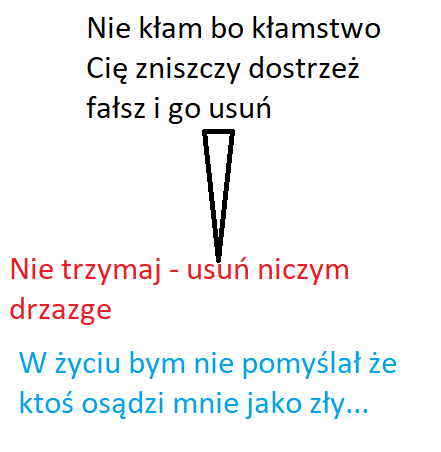 Nie kłam bo kłamstwo
Cię zniszczy dostrzeż
fałsz i go usuń
Nie trzymaj - usuń niczym
drzazge
W życiu bym nie pomyślał że
ktoś osądzi mnie jako zły...